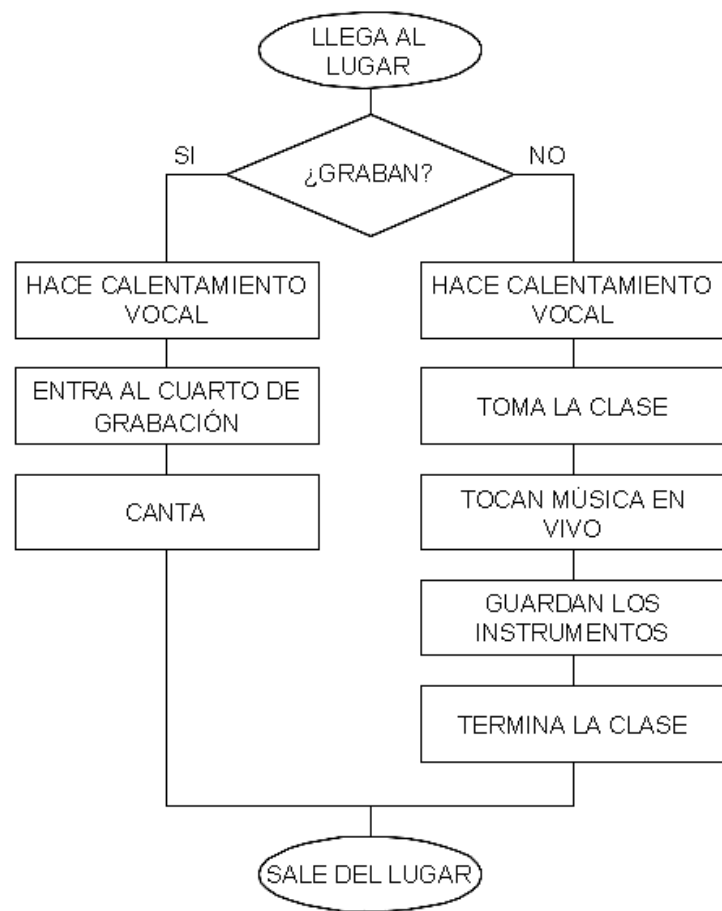 LLEGA AL
LUGAR
¿GRABAN?
SI
NO
HACE CALENTAMIENTO
VOCAL
ENTRA AL CUARTO DE
GRABACIÓN
CANTA
HACE CALENTAMIENTO
VOCAL
TOMA LA CLASE
TOCAN MÚSICA EN
VIVO
GUARDAN LOS
INSTRUMENTOS
TERMINA LA CLASE
SALE DEL LUGAR